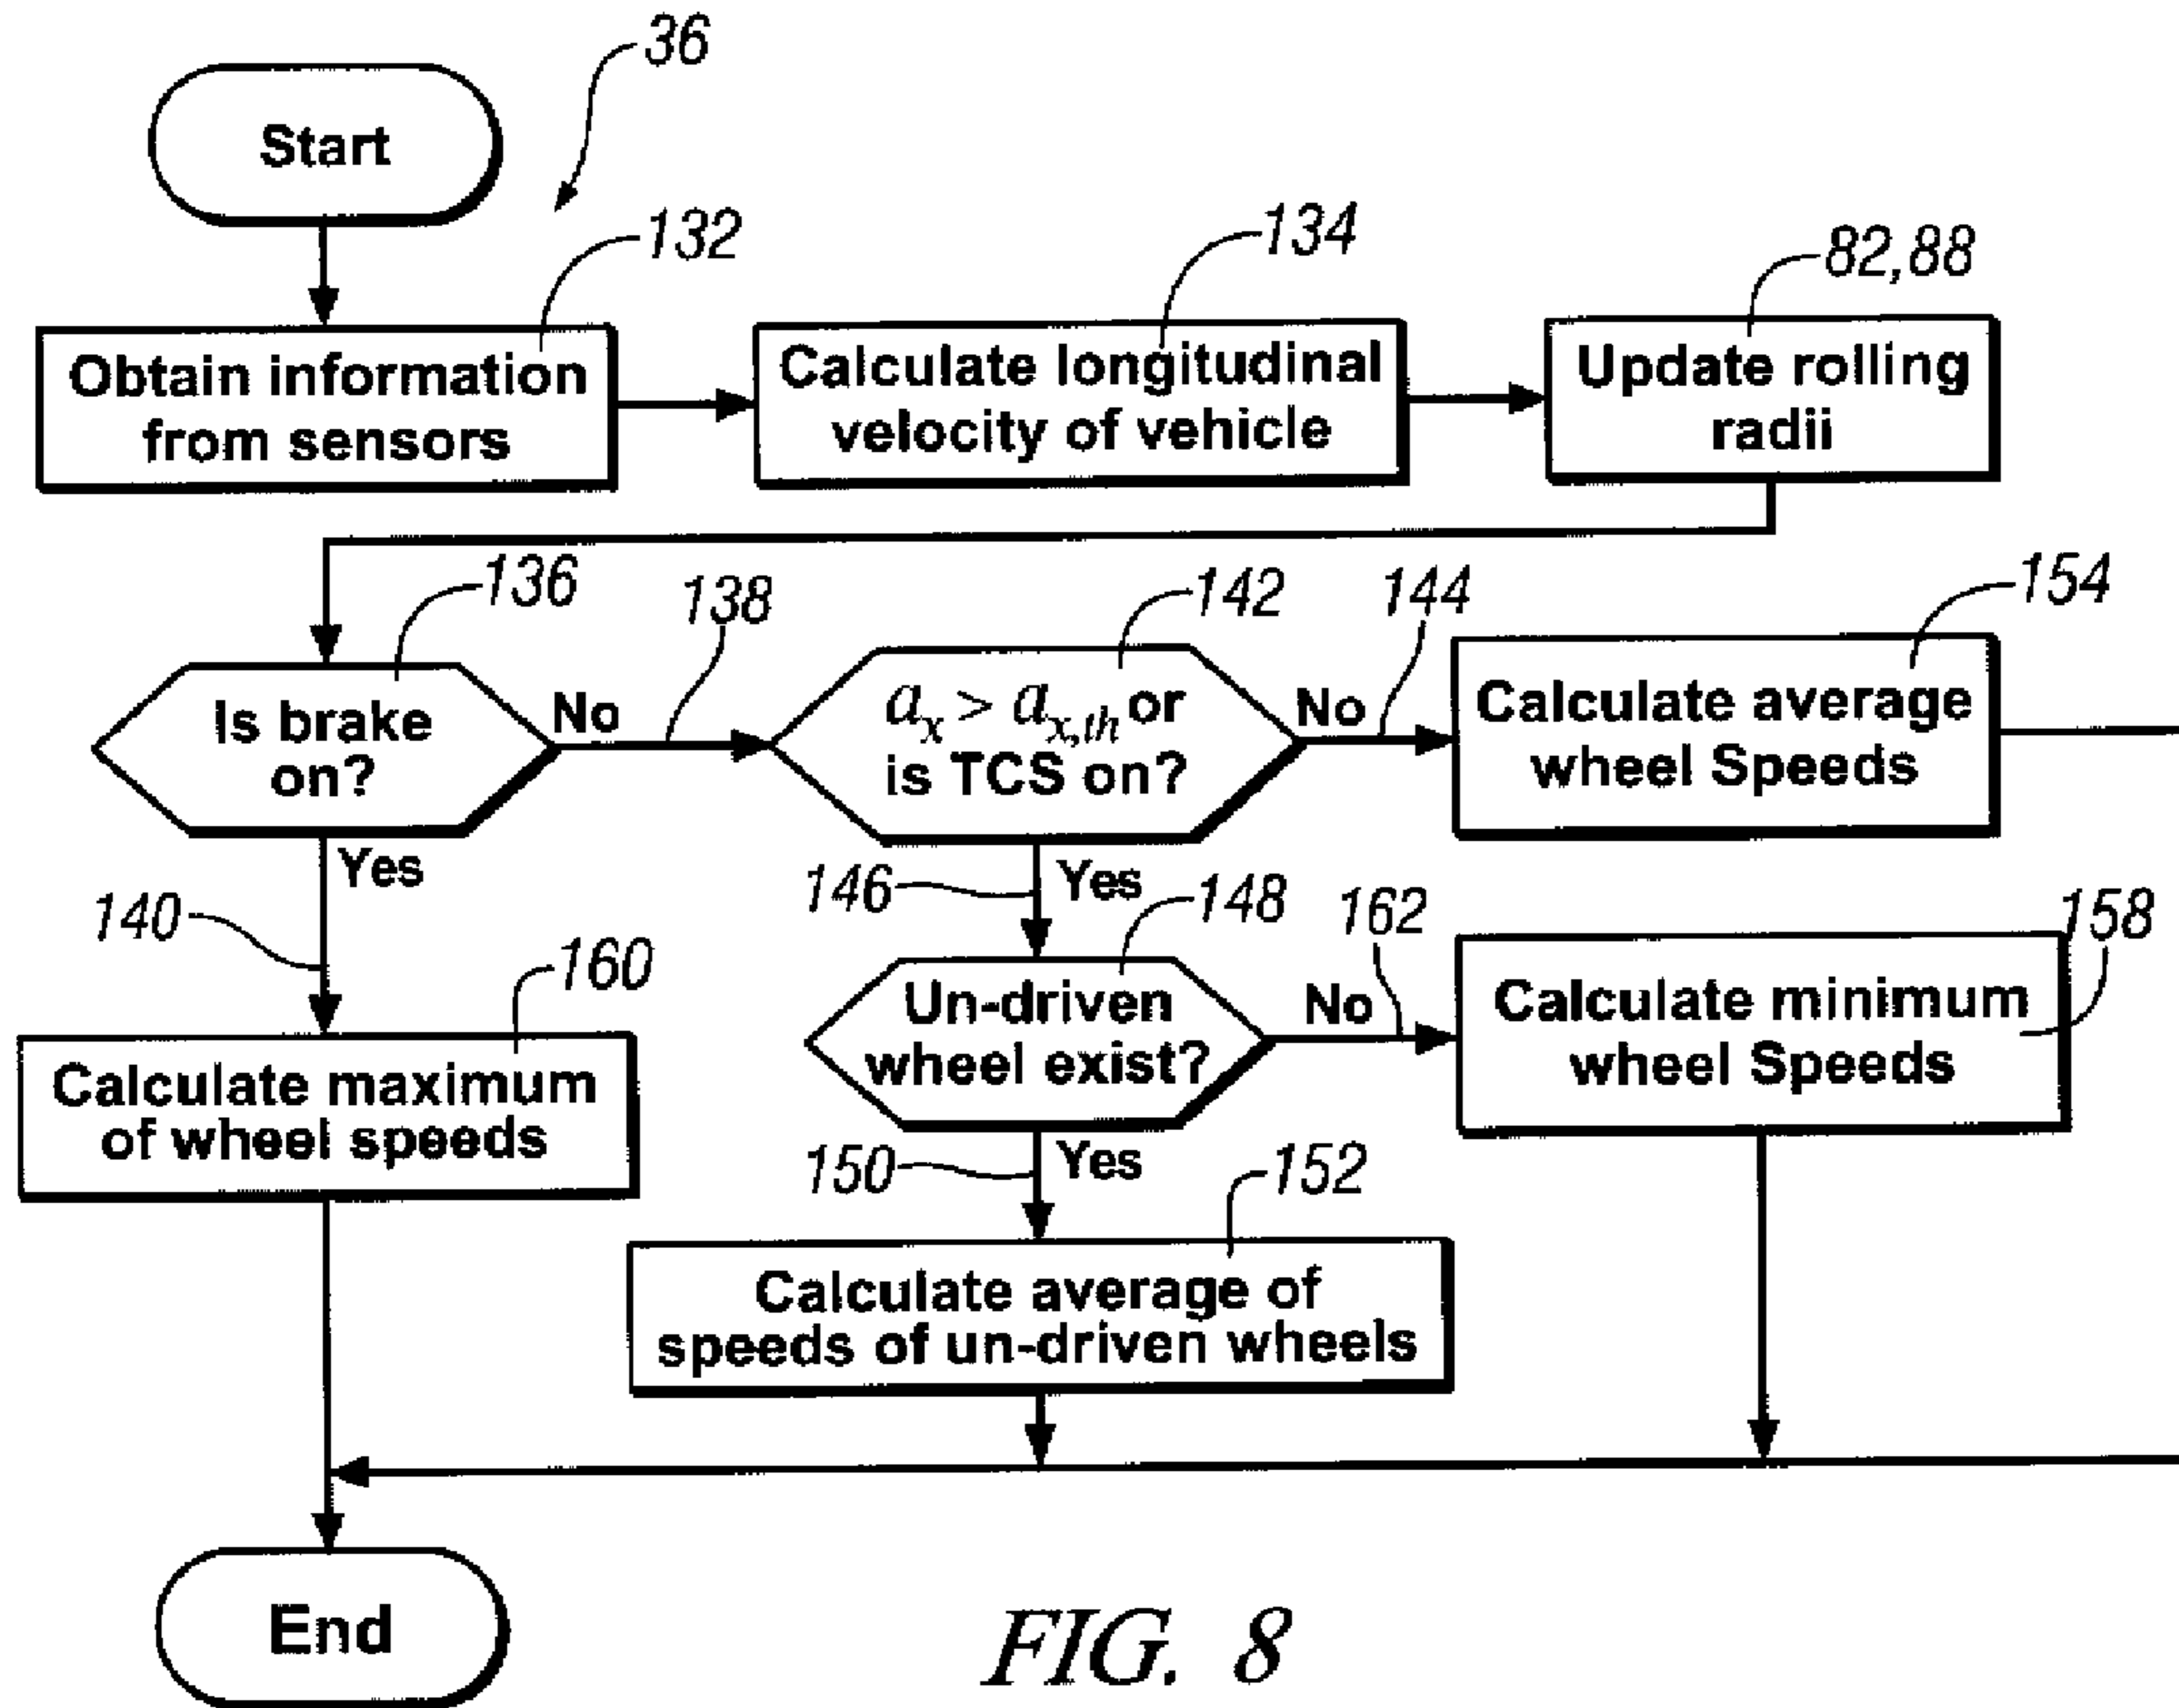 36
Start
132
134
82,88
Obtain information
from sensors
Calculate longitudinal
velocity of vehicle
Update rolling
radii
136
138
142
144
154
Is brake
on?
No
a_x > a_{x,th} or
is TCS on?
No
Calculate average
wheel Speeds
Yes
140
146
Yes
148
162
158
160
Un-driven
wheel exist?
No
Calculate minimum
wheel Speeds
Calculate maximum
of wheel speeds
150
Yes
152
Calculate average of
speeds of un-driven wheels
End
FIG. 8